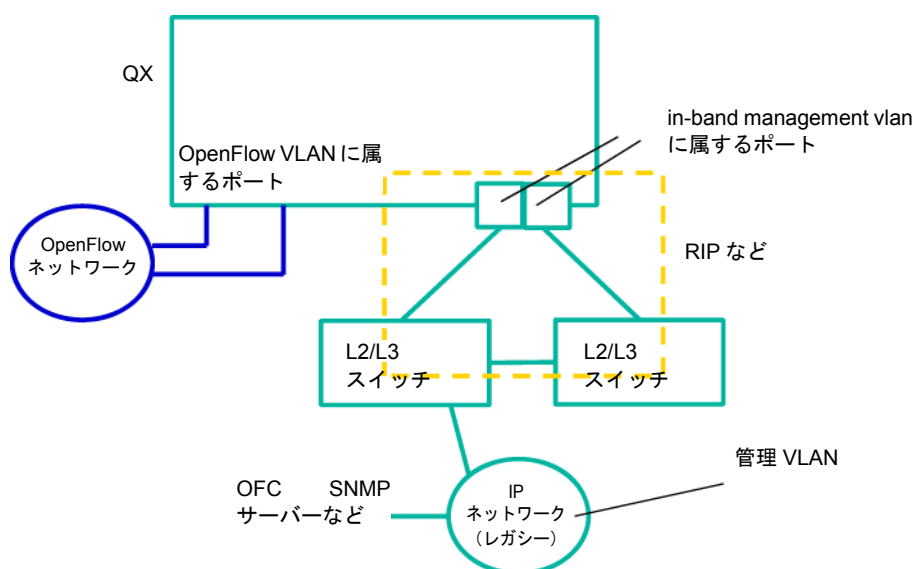 QX
in-band management vlan
に属するポート
OpenFlow VLAN に属
するポート
OpenFlow
ネットワーク
RIP など
L2/L3
スイッチ
L2/L3
スイッチ
管理 VLAN
OFC SNMP
サーバーなど
IP
ネットワーク
（レガシー）